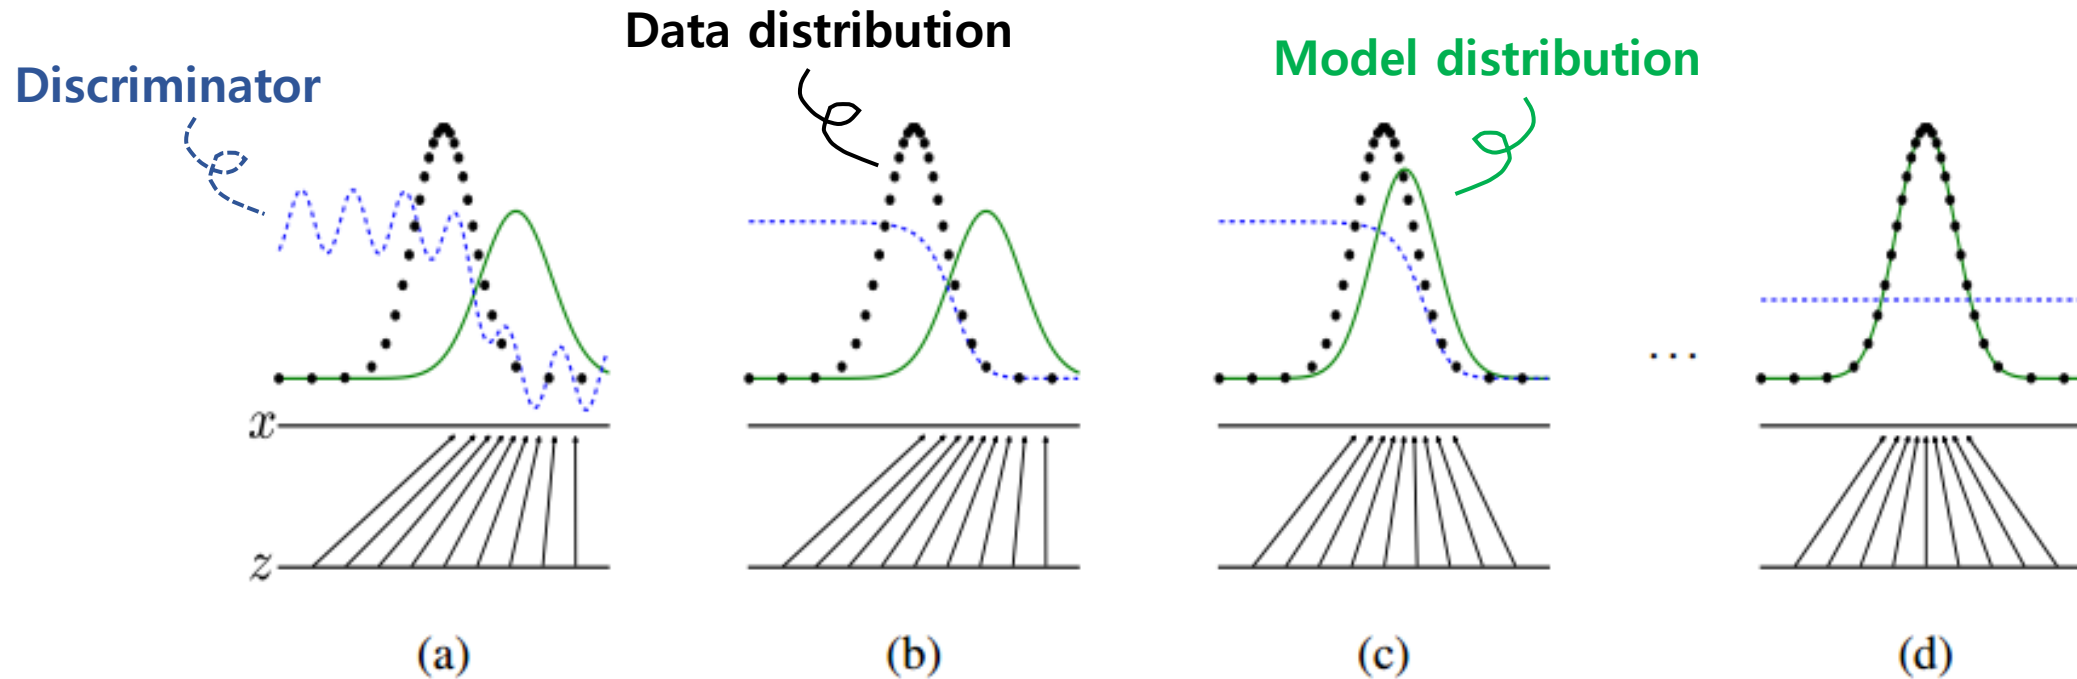 Data distribution
Model distribution
Discriminator
...
x
z
(a)
(b)
(c)
(d)